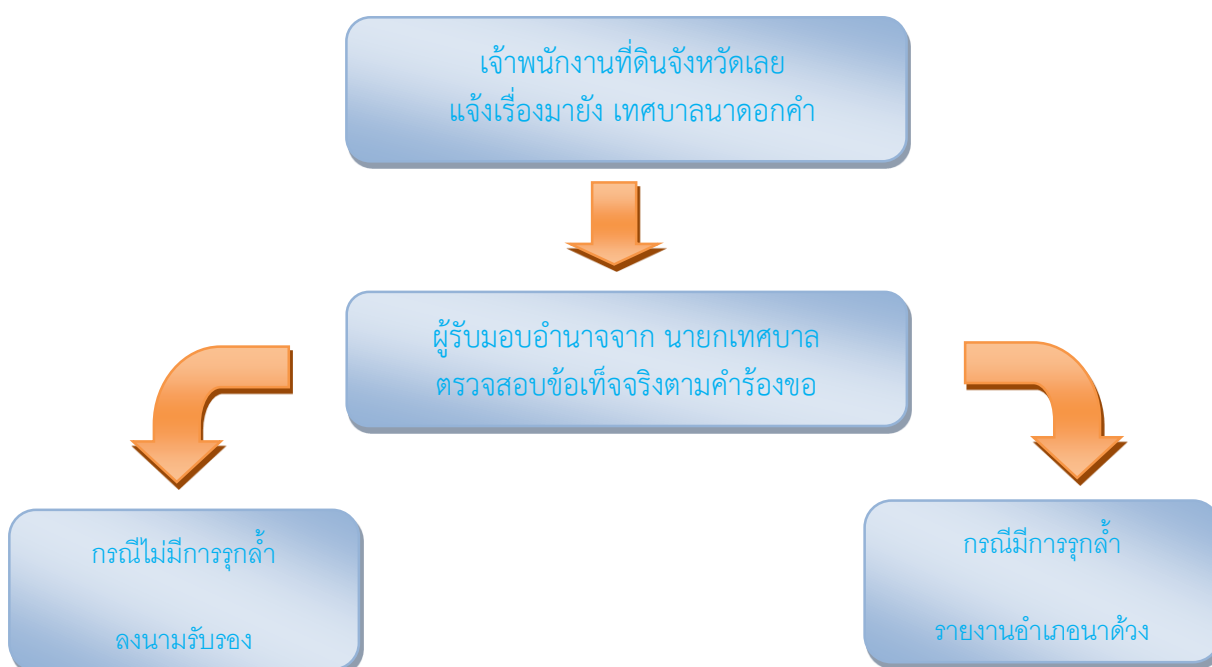 เจ้าพนักงานที่ดินจังหวัดเลย
แจ้งเรื่องมายัง เทศบาลนาดอกคำ
ผู้รับมอบอำนาจจาก นายกเทศบาล
ตรวจสอบข้อเท็จจริงตามคำร้องขอ
กรณีไม่มีการรุกล้ำ
ลงนามรับรอง
กรณีมีการรุกล้ำ
รายงานอำเภอนาด้วง